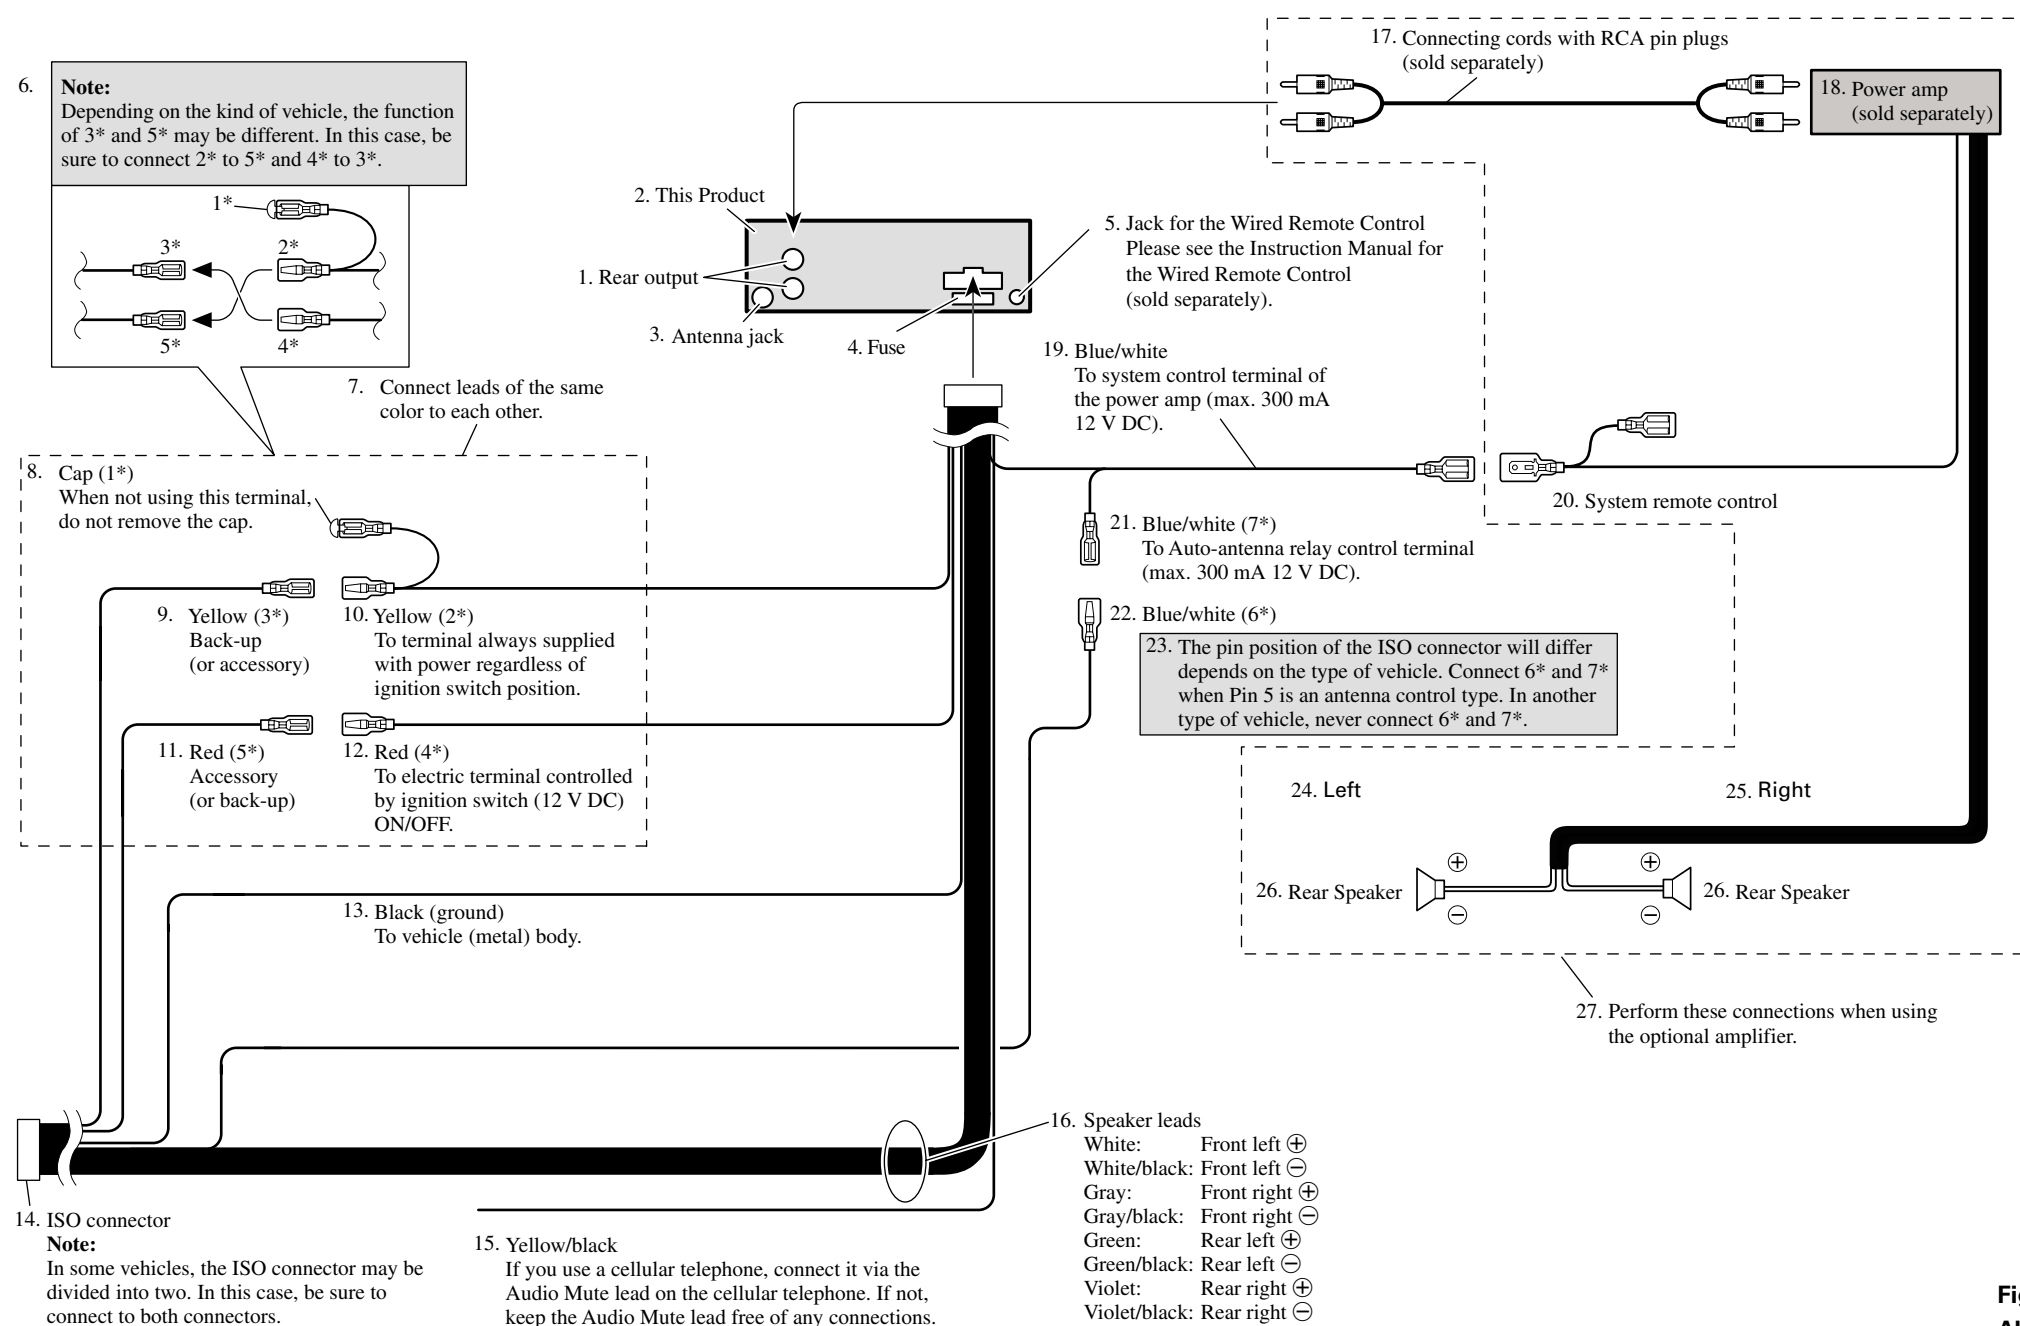 17. Connecting cords with RCA pin plugs
(sold separately)
18. Power amp
(sold separately)
6. Note:
Depending on the kind of vehicle, the function
of 3* and 5* may be different. In this case, be
sure to connect 2* to 5* and 4* to 3*.
1*
3*
2*
5*
4*
2. This Product
1. Rear output
3. Antenna jack
4. Fuse
5. Jack for the Wired Remote Control
Please see the Instruction Manual for
the Wired Remote Control
(sold separately).
7. Connect leads of the same
color to each other.
19. Blue/white
To system control terminal of
the power amp (max. 300 mA
12 V DC).
8. Cap (1*)
When not using this terminal,
do not remove the cap.
20. System remote control
21. Blue/white (7*)
To Auto-antenna relay control terminal
(max. 300 mA 12 V DC).
9. Yellow (3*)
Back-up
(or accessory)
10. Yellow (2*)
To terminal always supplied
with power regardless of
ignition switch position.
22. Blue/white (6*)
23. The pin position of the ISO connector will differ
depends on the type of vehicle. Connect 6* and 7*
when Pin 5 is an antenna control type. In another
type of vehicle, never connect 6* and 7*.
11. Red (5*)
Accessory
(or back-up)
12. Red (4*)
To electric terminal controlled
by ignition switch (12 V DC)
ON/OFF.
24. Left
25. Right
26. Rear Speaker
⊕
⊖
⊕
⊖
26. Rear Speaker
13. Black (ground)
To vehicle (metal) body.
27. Perform these connections when using
the optional amplifier.
14. ISO connector
Note:
In some vehicles, the ISO connector may be
divided into two. In this case, be sure to
connect to both connectors.
15. Yellow/black
If you use a cellular telephone, connect it via the
Audio Mute lead on the cellular telephone. If not,
keep the Audio Mute lead free of any connections.
16. Speaker leads
White: Front left ⊕
White/black: Front left ⊖
Gray: Front right ⊕
Gray/black: Front right ⊖
Green: Rear left ⊕
Green/black: Rear left ⊖
Violet: Rear right ⊕
Violet/black: Rear right ⊖